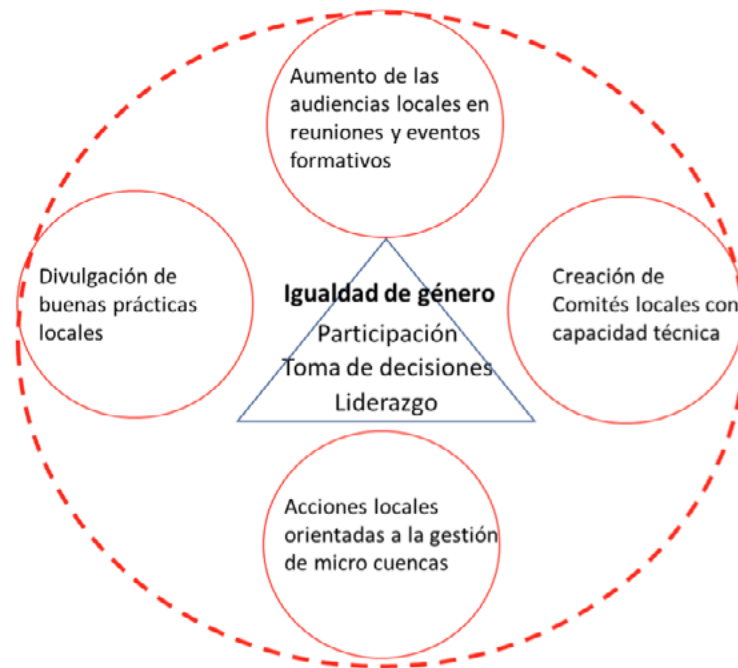 Aumento de las
audiencias locales en
reuniones y eventos
formativos
Divulgación de
buenas prácticas
locales
Igualdad de género
Participación
Toma de decisiones
Liderazgo
Creación de
Comités locales con
capacidad técnica
Acciones locales
orientadas a la gestión
de micro cuencas